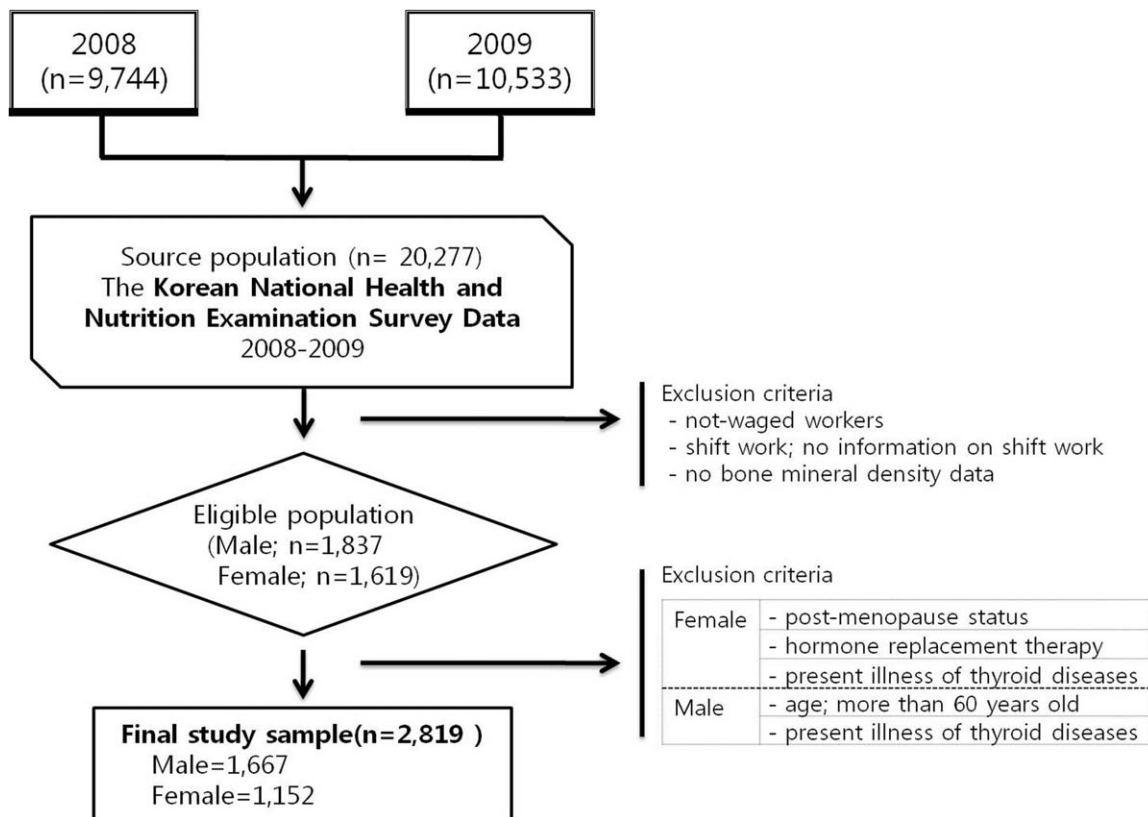 2008
(n=9,744)
2009
(n=10,533)
Source population (n= 20,277)
The Korean National Health and
Nutrition Examination Survey Data
2008-2009
Exclusion criteria
- not-waged workers
- shift work; no information on shift work
- no bone mineral density data
Eligible population
(Male; n=1,837
Female; n=1,619)
Exclusion criteria
Female
- post-menopause status
- hormone replacement therapy
- present illness of thyroid diseases
Male
- age; more than 60 years old
- present illness of thyroid diseases
Final study sample(n=2,819 )
Male=1,667
Female=1,152